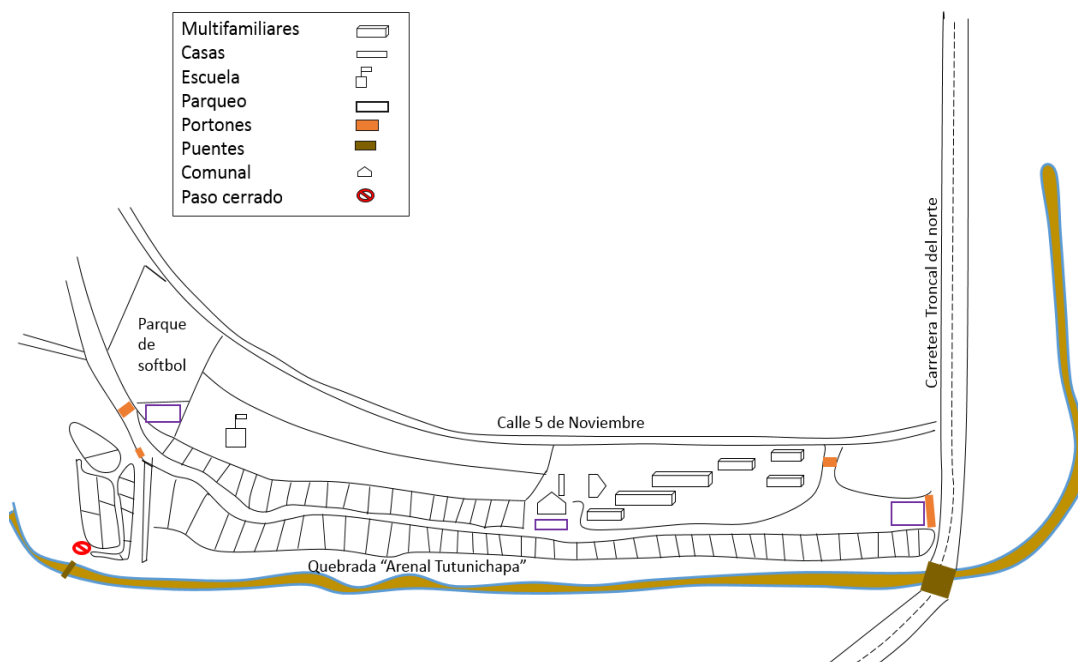 Multifamiliares
Casas
Escuela
Parqueo
Portones
Puentes
Comunal
Paso cerrado
Carretera Troncal del norte
Parque
de
softbol
Calle 5 de Noviembre
Quebrada “Arenal Tutunichapa”